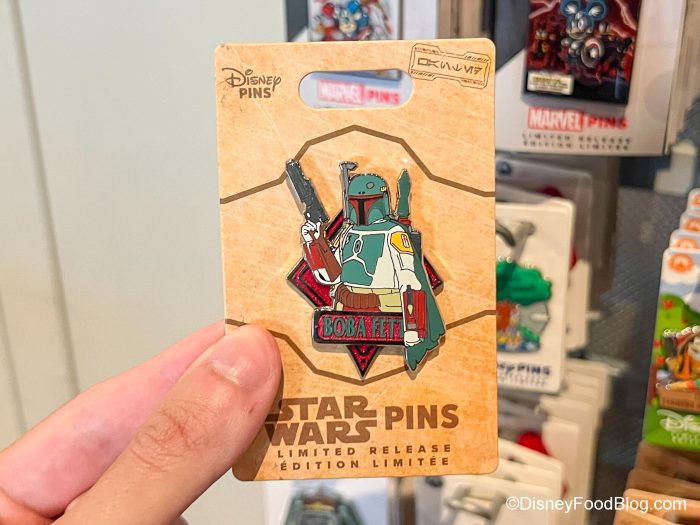 Disney
PINS
MARVEL PINS
BOBA FETT
STAR
WARS PINS
LIMITED RELEASE
ÉDITION LIMITÉE
MARVEL PINS
LIMITED RELEASE
ÉDITION LIMITÉE
PINS
©DisneyFoodBlog.com